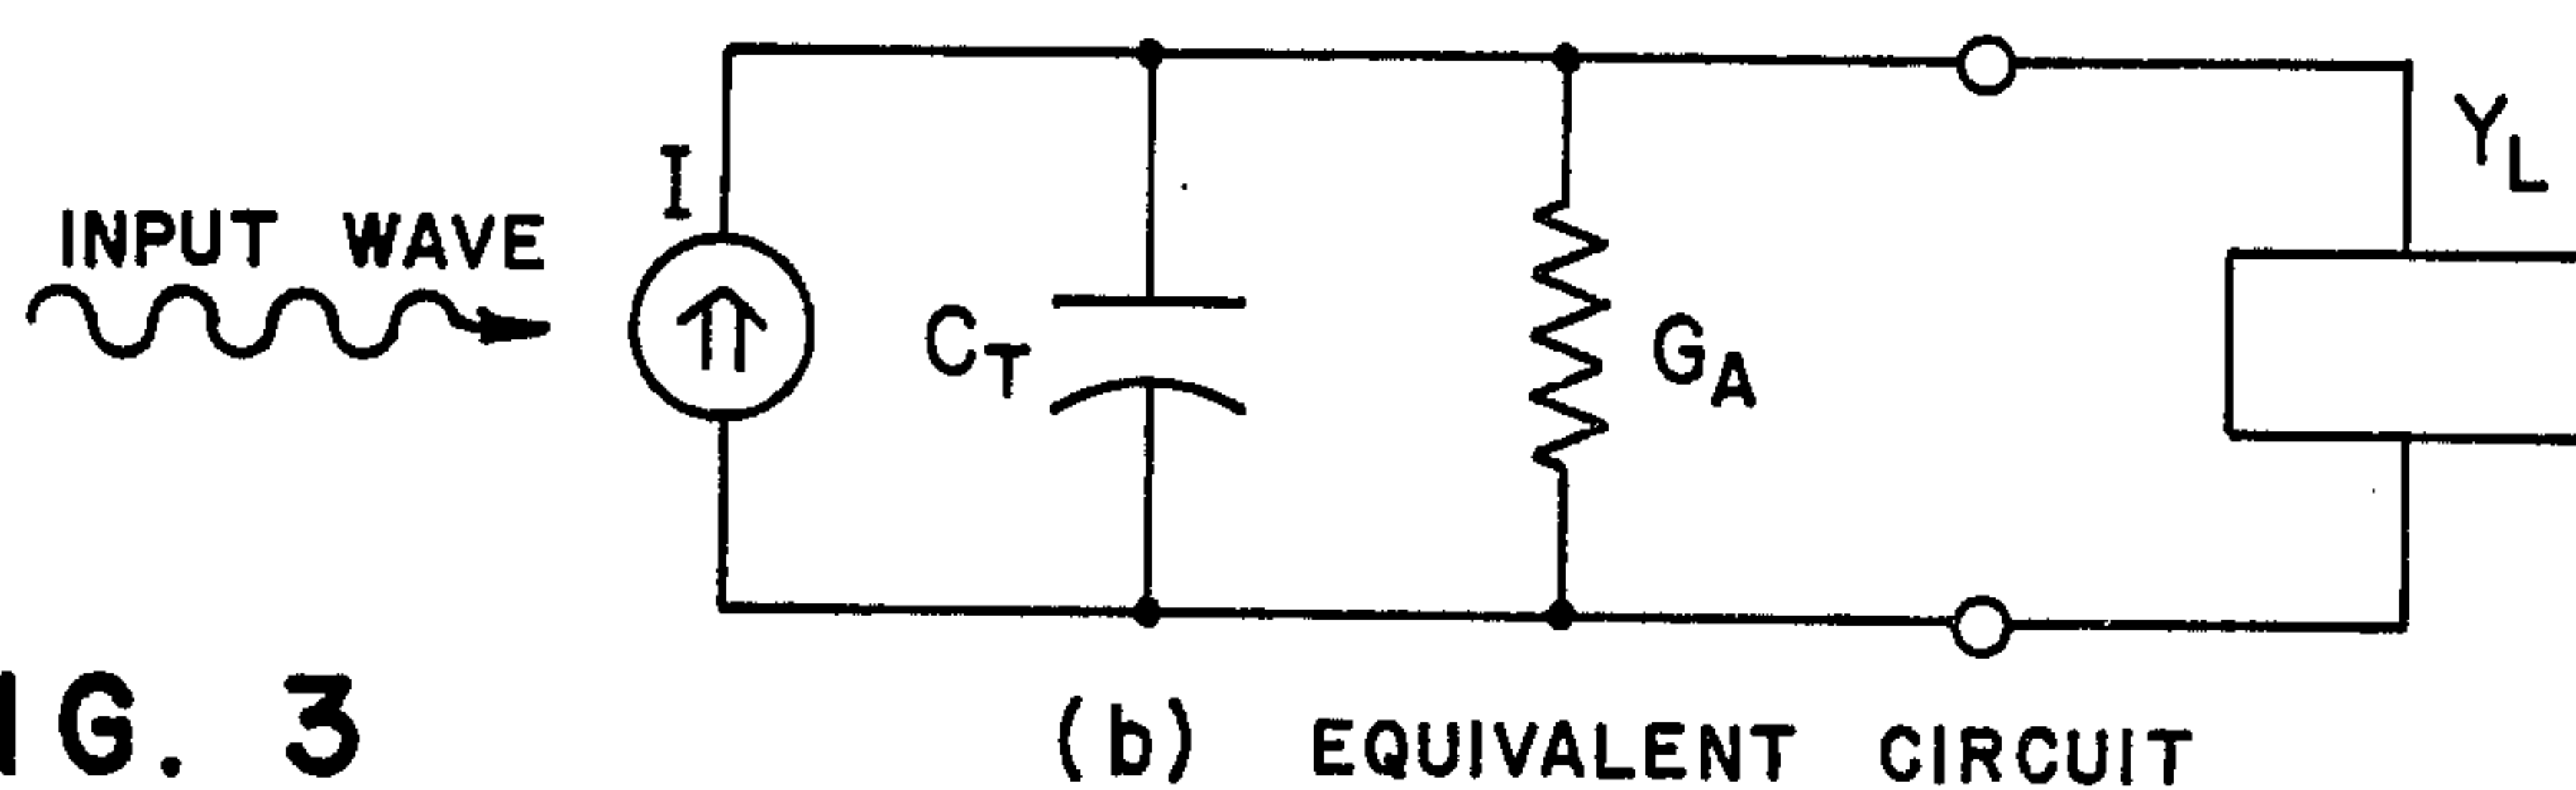 INPUT WAVE
I
C_T
G_A
Y_L
IG. 3
(b) EQUIVALENT CIRCUIT